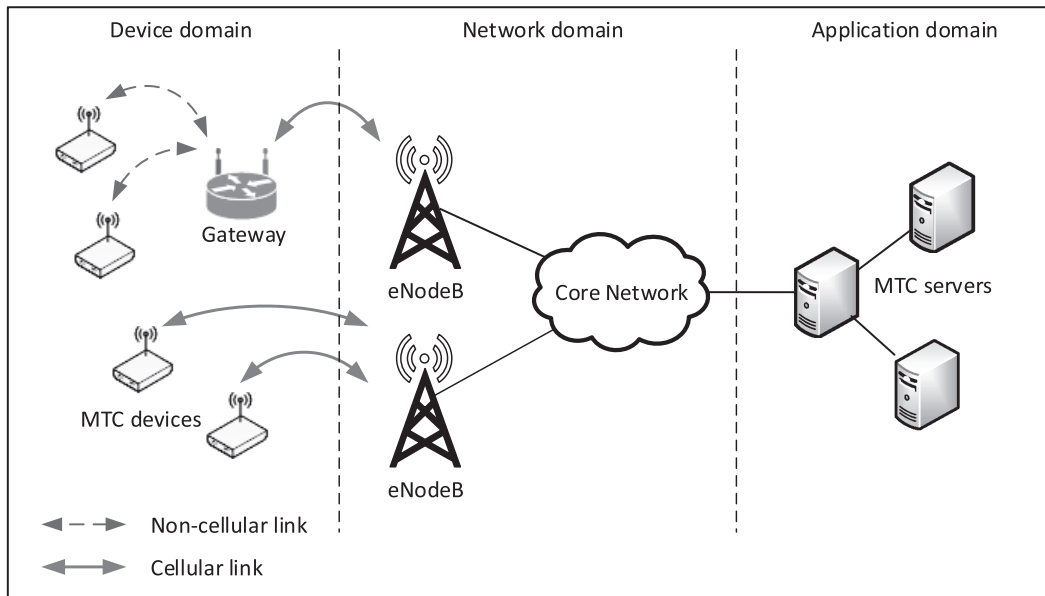 Device domain
Network domain
Application domain
Gateway
eNodeB
Core Network
MTC servers
MTC devices
eNodeB
Non-cellular link
Cellular link